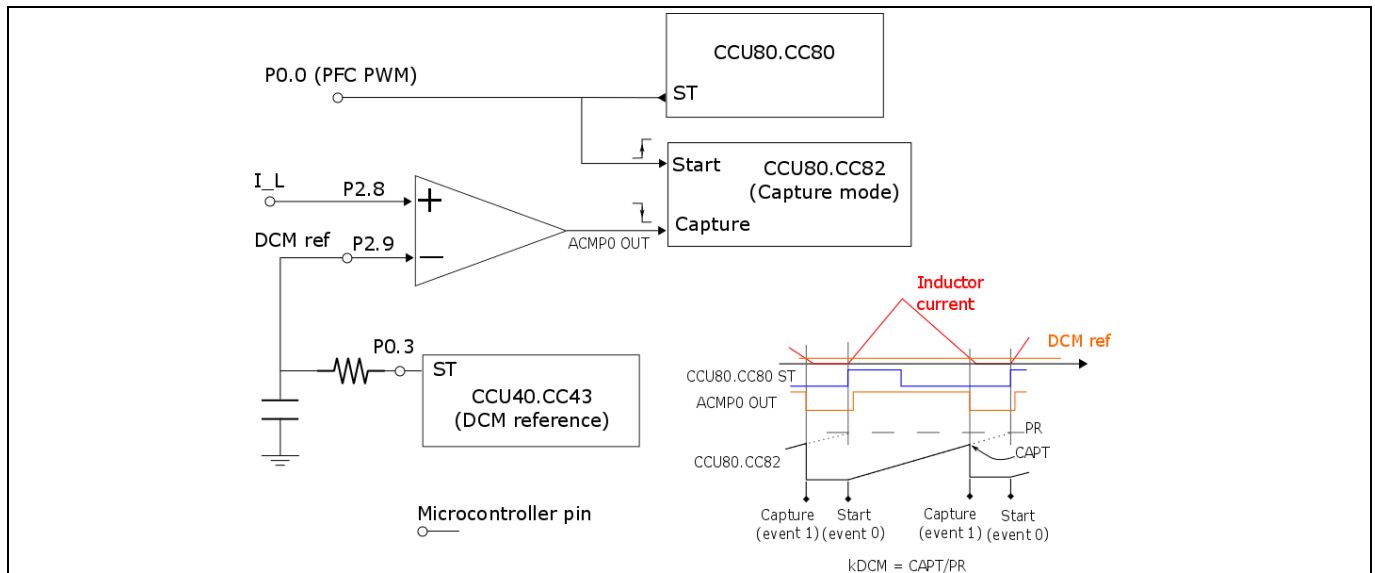 CCU80.CC80
P0.0 (PFC PWM)
ST
Start
CCU80.CC82
(Capture mode)
I_L
P2.8
+
Capture
DCM ref
P2.9
−
ACMP0 OUT
Inductor
current
DCM ref
P0.3
ST
CCU80.CC80 ST
CCU40.CC43
ACMP0 OUT
(DCM reference)
PR
CAPT
CCU80.CC82
Microcontroller pin
Capture Start Capture Start
(event 1) (event 0) (event 1) (event 0)
kDCM = CAPT/PR